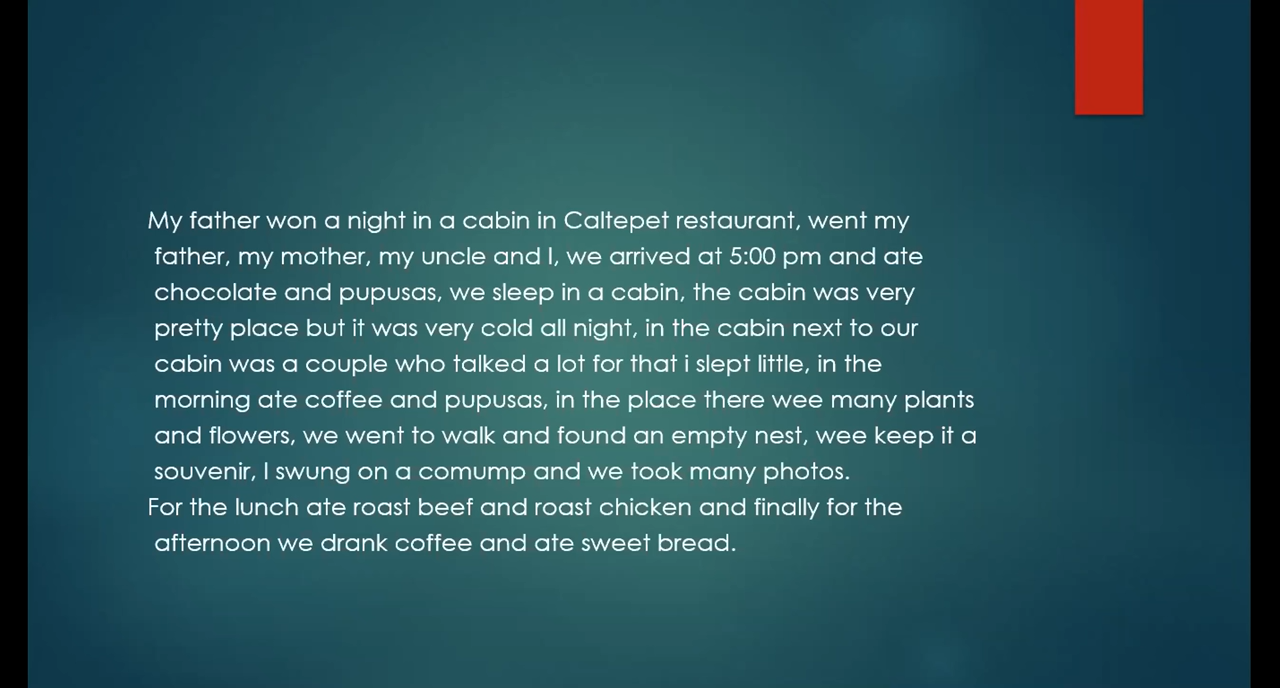 My father won a night in a cabin in Caltepet restaurant, went my
father, my mother, my uncle and I, we arrived at 5:00 pm and ate
chocolate and pupusas, we sleep in a cabin, the cabin was very
pretty place but it was very cold all night, in the cabin next to our
cabin was a couple who talked a lot for that i slept little, in the
morning ate coffee and pupusas, in the place there wee many plants
and flowers, we went to walk and found an empty nest, wee keep it a
souvenir, I swung on a comump and we took many photos.
For the lunch ate roast beef and roast chicken and finally for the
afternoon we drank coffee and ate sweet bread.